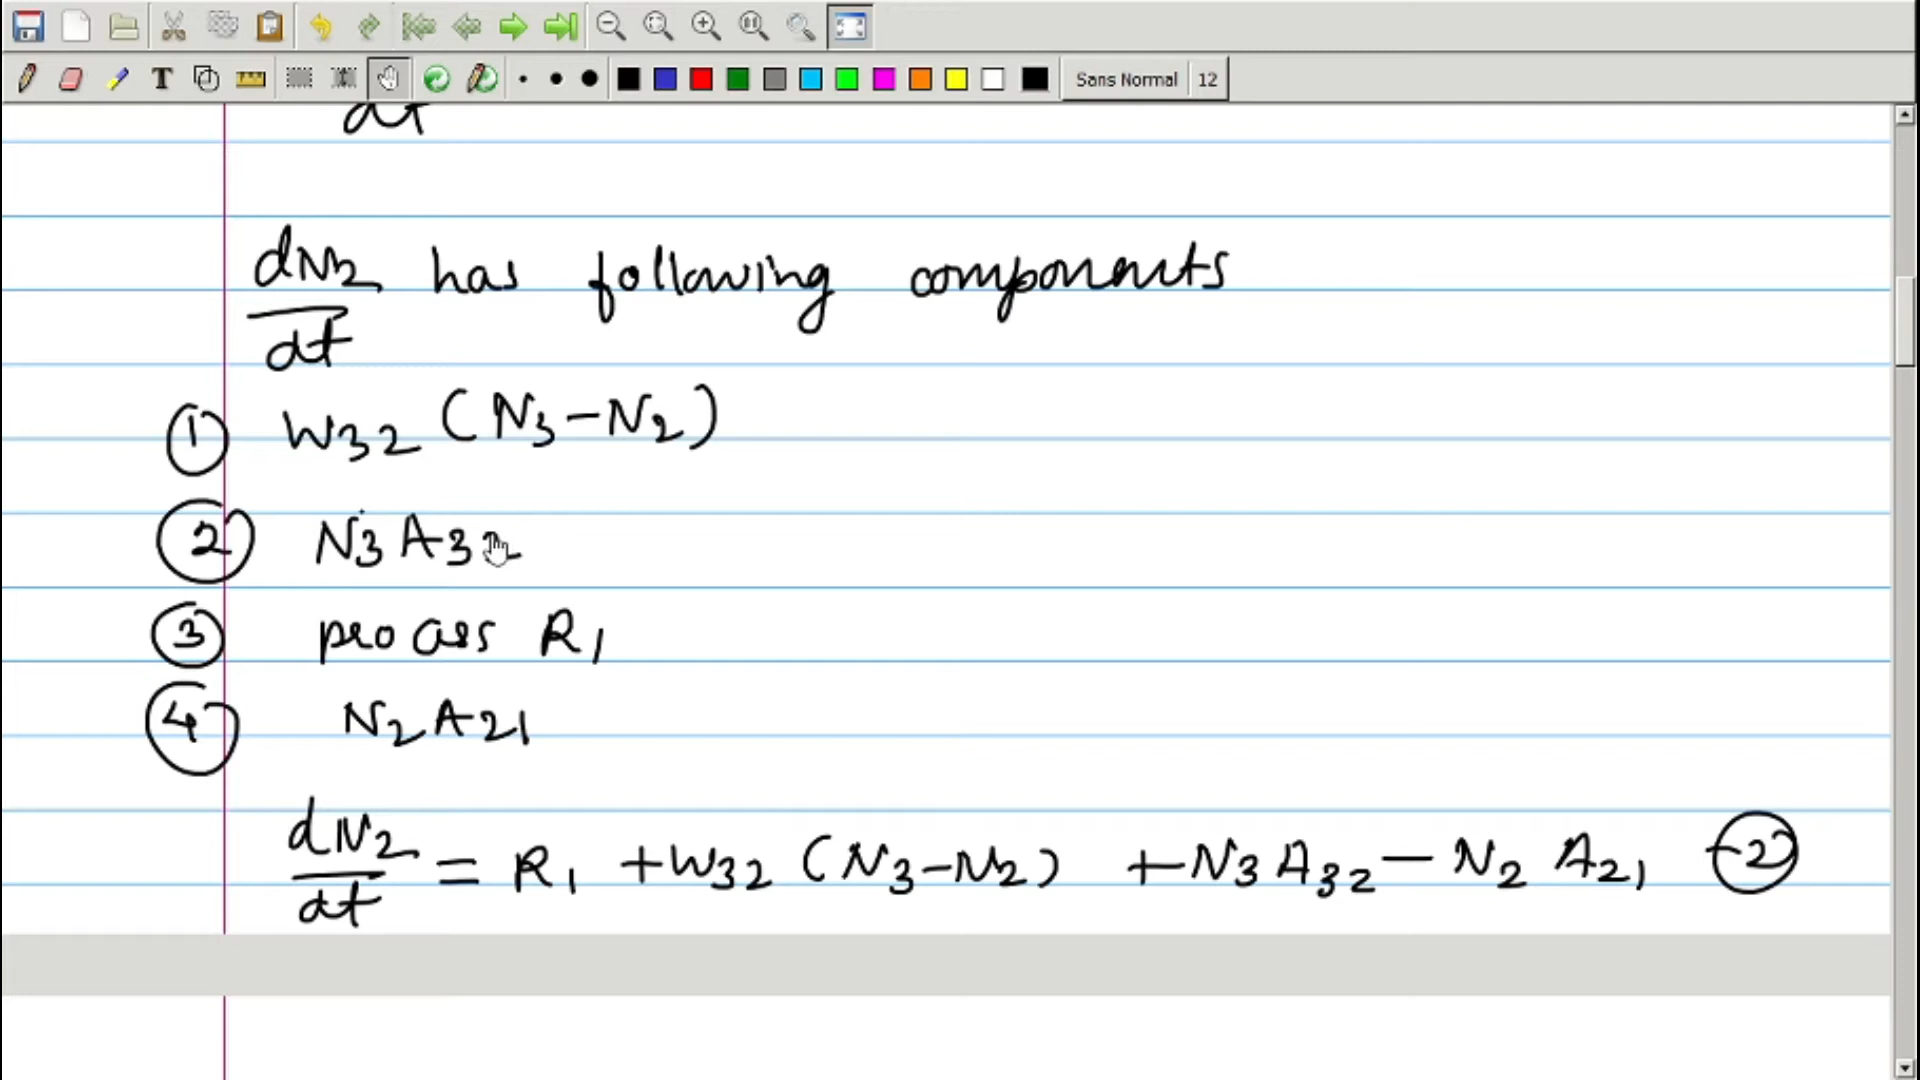 Sans Normal 12
dt
dN2/dt has following components
① W32 (N3-N2)
② N3 A32
③ process R1
④ N2 A21
dN2/dt = R1 + W32 (N3-N2) + N3 A32 - N2 A21 -②